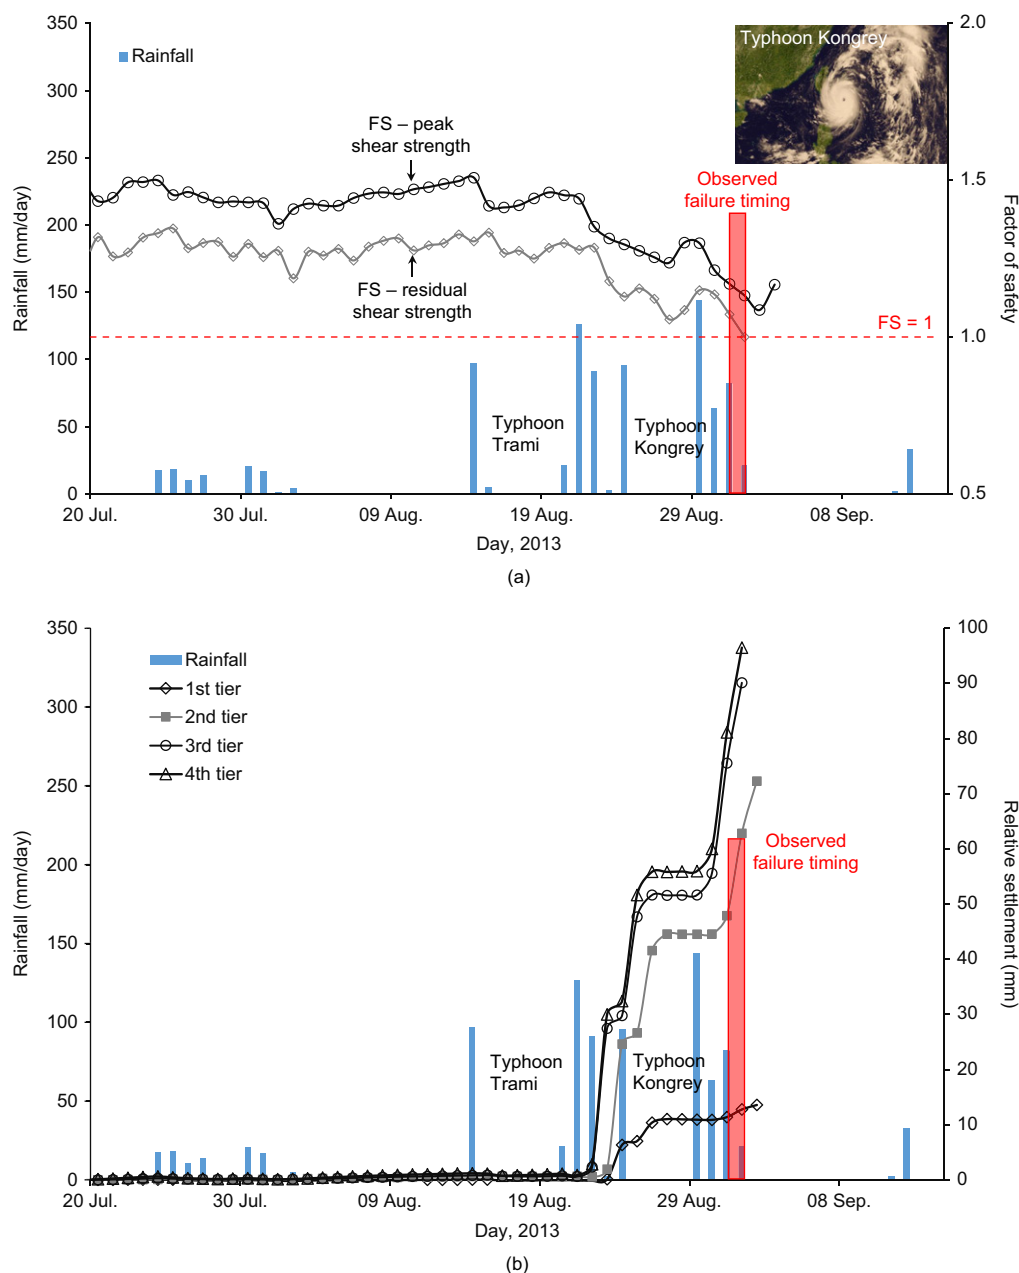 350
300
250
200
150
100
50
0
Rainfall (mm/day)
Rainfall
FS – peak
shear strength
FS – residual
shear strength
Typhoon
Trami
Typhoon
Kongrey
Typhoon Kongrey
Observed
failure timing
FS = 1
2.0
1.5
1.0
0.5
Factor of safety
20 Jul.
30 Jul.
09 Aug.
19 Aug.
29 Aug.
08 Sep.
Day, 2013
(a)
350
300
250
200
150
100
50
0
Rainfall (mm/day)
Rainfall
1st tier
2nd tier
3rd tier
4th tier
Typhoon
Trami
Typhoon
Kongrey
Observed
failure timing
100
90
80
70
60
50
40
30
20
10
0
Relative settlement (mm)
20 Jul.
30 Jul.
09 Aug.
19 Aug.
29 Aug.
08 Sep.
Day, 2013
(b)